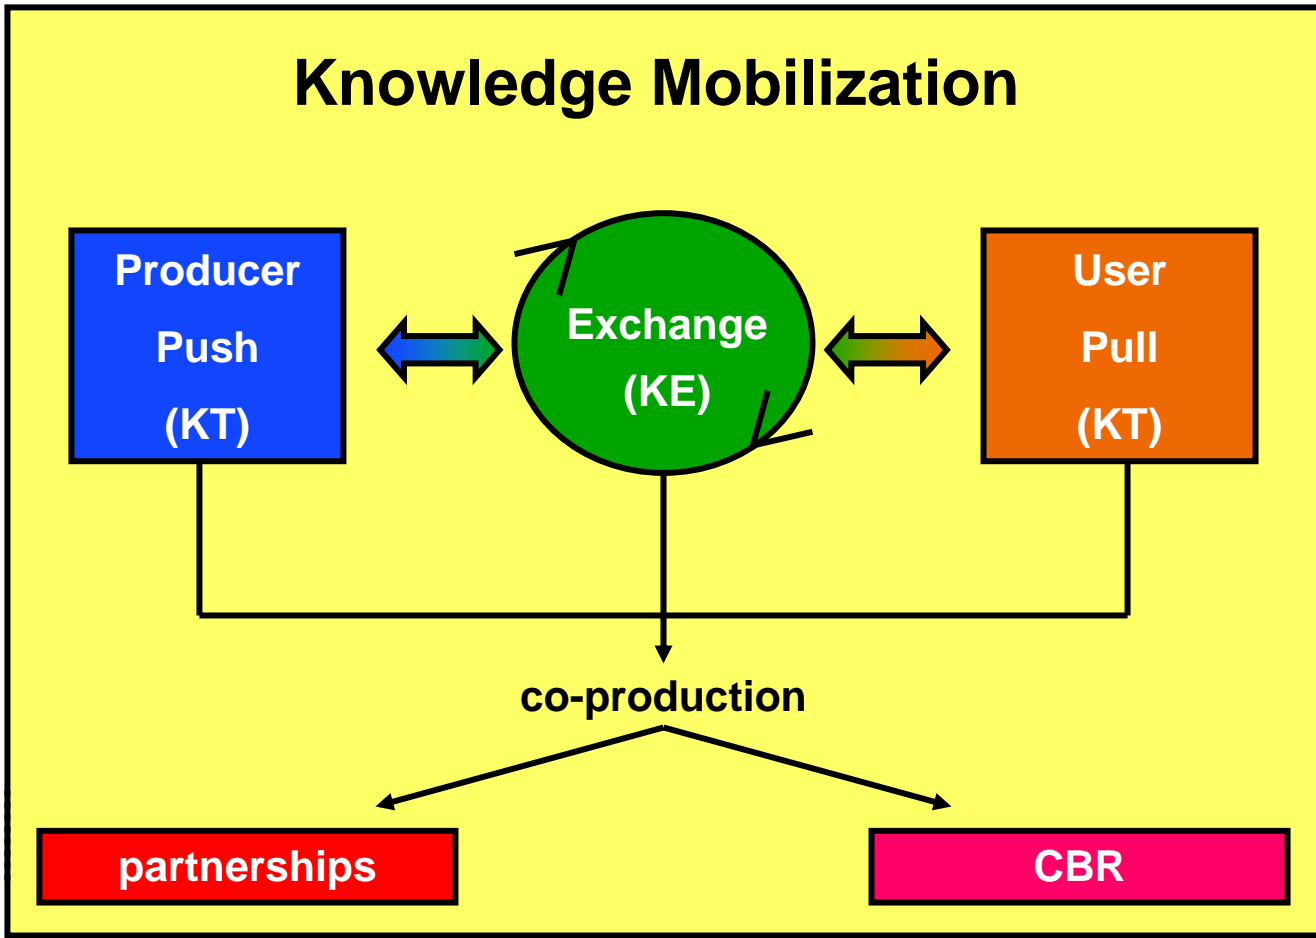 Knowledge Mobilization
Producer
Push
(KT)
Exchange
(KE)
User
Pull
(KT)
co-production
partnerships
CBR